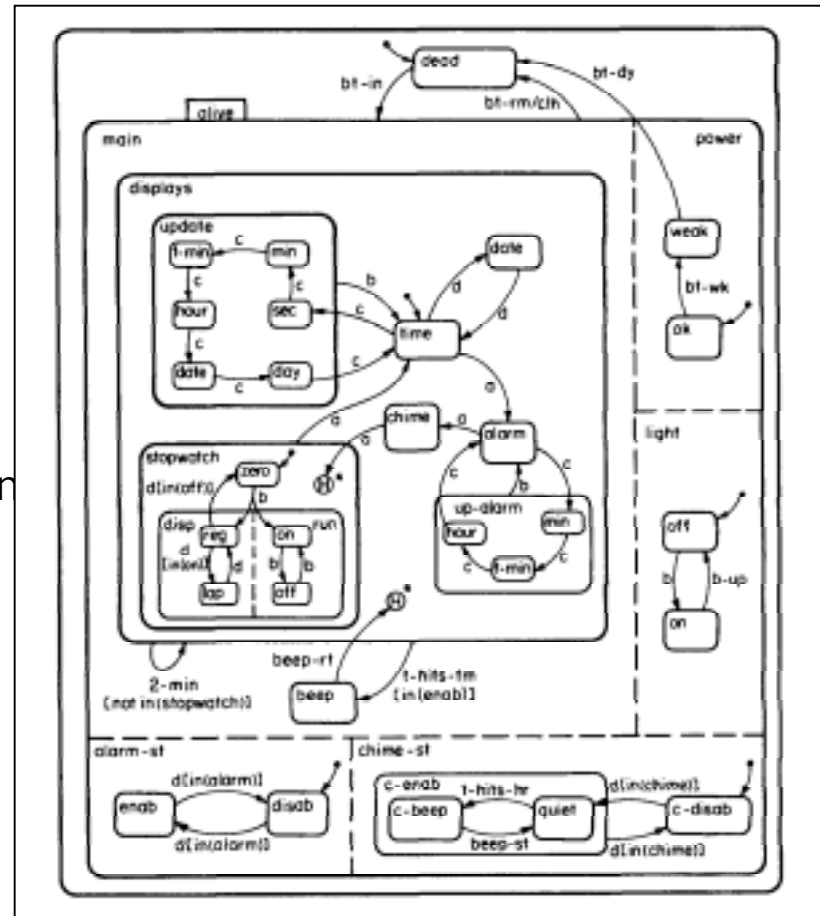 dead
bt-in
bt-dy
bt-rm/clh
alive
main
power
displays
update
1-min
c
min
date
c
c
b
d
d
weak
hour
sec
c
time
bt-wk
c
ok
date
c
day
c
a
a
chime
a
alarm
light
stopwatch
a
zero
H*
c
b
c
d[in(off)]
b
n
up-alarm
disp
reg
on
run
hour
min
off
d
[in(on)]
d
b
b
c
1-min
c
b
b-up
lap
off
H*
on
beep-rt
t-hits-tm
2-min
[not in(stopwatch)]
beep
[in(enab)]
alarm-st
chime-st
d[in(alarm)]
c-enab
t-hits-hr
d[in(chime)]
enab
disab
c-beep
quiet
c-disab
d[in(alarm)]
beep-st
d[in(chime)]